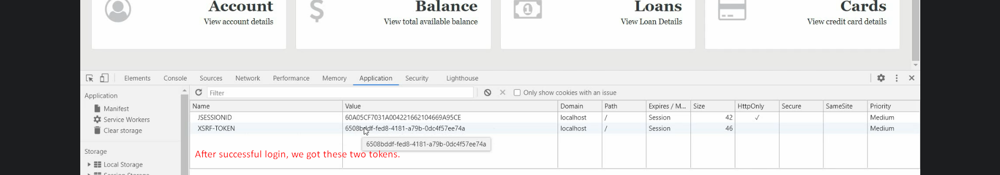 Account
View account details
Balance
View total available balance
Loans
View Loan Details
Cards
View credit card details
Elements Console Sources Network Performance Memory Application Security Lighthouse
Application
Manifest
Service Workers
Clear storage
Storage
Local Storage
Session Storage
Filter
Only show cookies with an issue
Name Value Domain Path Expires / M... Size HttpOnly Secure SameSite Priority
JSESSIONID 60A05CF7031A004221662104669A95CE localhost / Session 42 ✓ Medium
XSRF-TOKEN 6508bddf-fed8-4181-a79b-0dc4f57ee74a localhost / Session 46 Medium
6508bddf-fed8-4181-a79b-0dc4f57ee74a
After successful login, we got these two tokens.